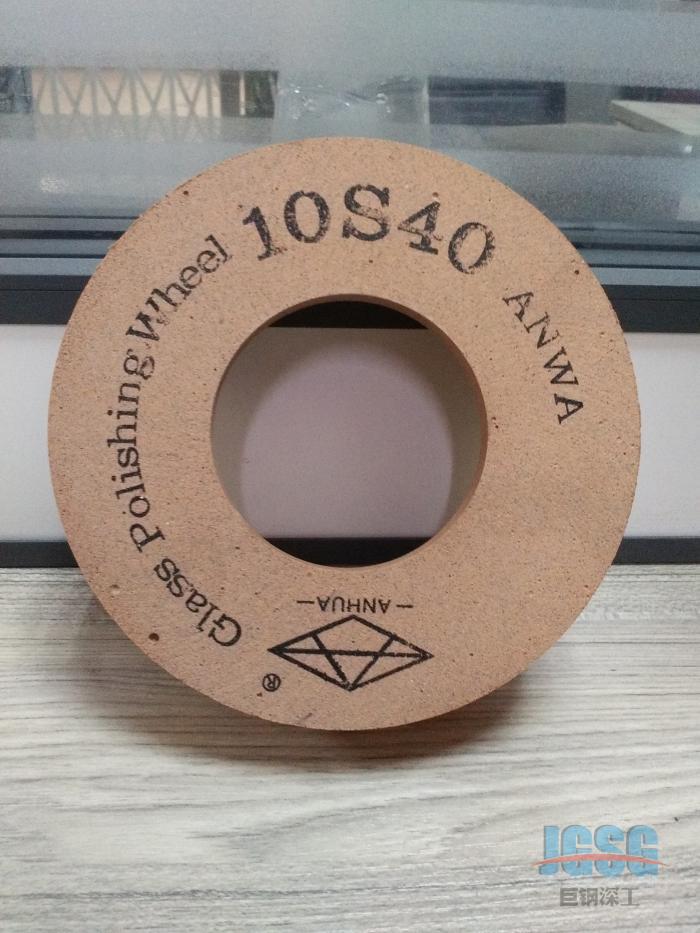 Glass Polishing Wheel 10S40 ANWA
—ANHUA—
®
JGSG
巨钢深工